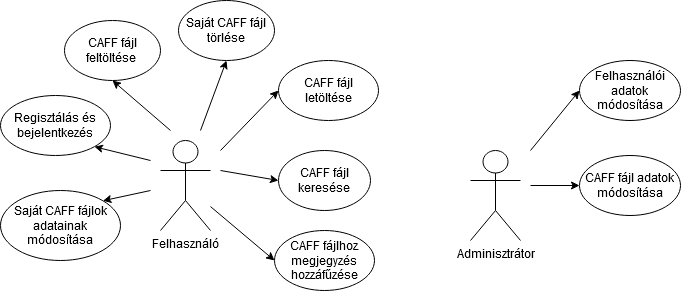 Saját CAFF fájl
törlése
CAFF fájl
feltöltése
CAFF fájl
letöltése
Regisztálás és
bejelentkezés
CAFF fájl
keresése
Saját CAFF fájlok
adatainak
módosítása
Felhasználó
CAFF fájlhoz
megjegyzés
hozzáfűzése
Felhasználói
adatok
módosítása
CAFF fájl adatok
módosítása
Adminisztrátor